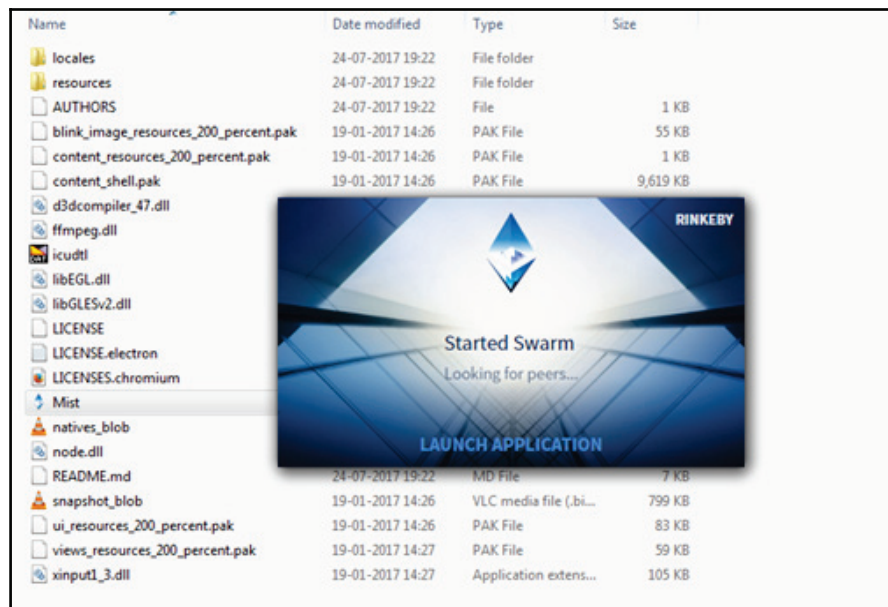 Name Date modified Type Size
locales 24-07-2017 19:22 File folder
resources 24-07-2017 19:22 File folder
AUTHORS 24-07-2017 19:22 File 1 KB
blink_image_resources_200_percent.pak 19-01-2017 14:26 PAK File 55 KB
content_resources_200_percent.pak 19-01-2017 14:26 PAK File 1 KB
content_shell.pak 19-01-2017 14:26 PAK File 9,619 KB
d3dcompiler_47.dll
RINKEBY
ffmpeg.dll
icudtl
libEGL.dll
libGLESv2.dll
LICENSE
Started Swarm
LICENSE.electron
Looking for peers...
LICENSES.chromium
Mist
natives_blob
LAUNCH APPLICATION
node.dll
README.md 24-07-2017 19:22 MD File 7 KB
snapshot_blob 19-01-2017 14:26 VLC media file (.bi... 799 KB
ui_resources_200_percent.pak 19-01-2017 14:26 PAK File 83 KB
views_resources_200_percent.pak 19-01-2017 14:27 PAK File 59 KB
xinput1_3.dll 19-01-2017 14:27 Application extens... 105 KB